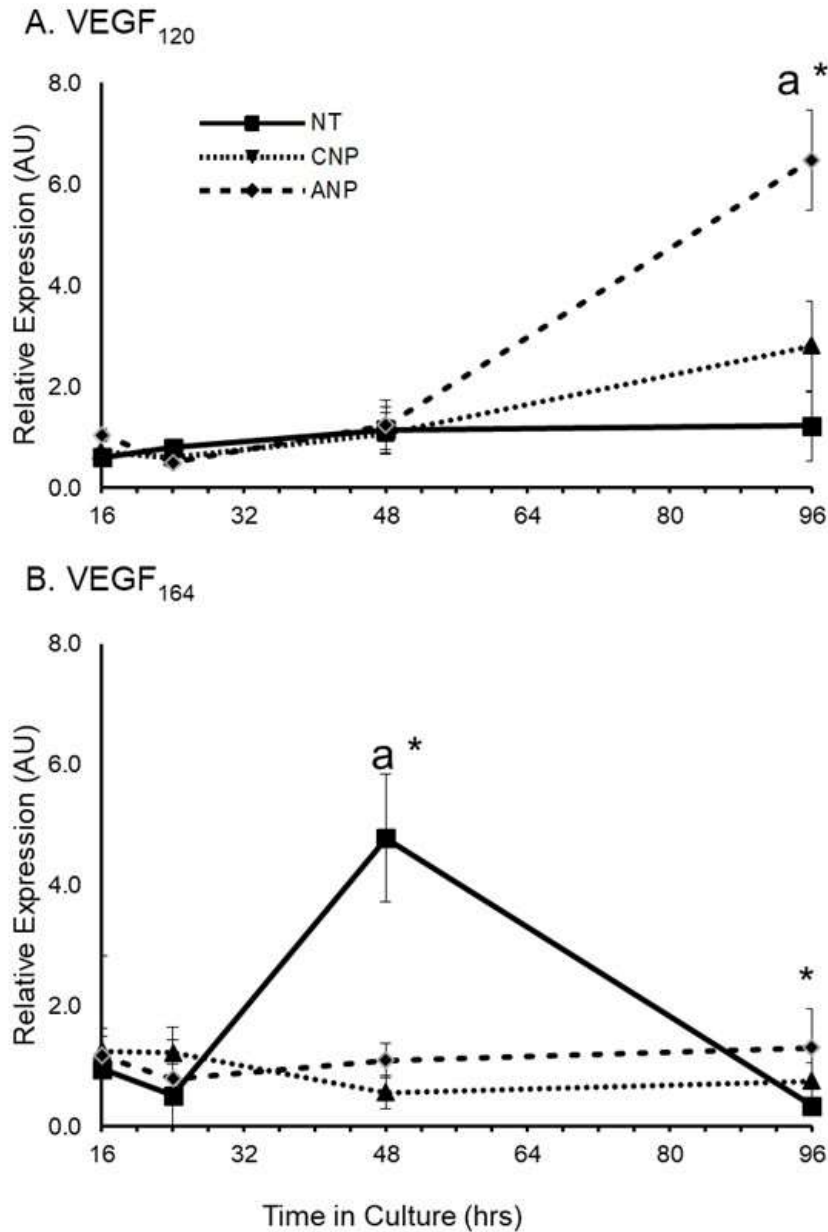 A. VEGF120
8.0
a *
NT
CNP
ANP
6.0
4.0
2.0
0.0
Relative Expression (AU)
16 32 48 64 80 96
B. VEGF164
8.0
a *
6.0
4.0
2.0
*
0.0
Relative Expression (AU)
16 32 48 64 80 96
Time in Culture (hrs)